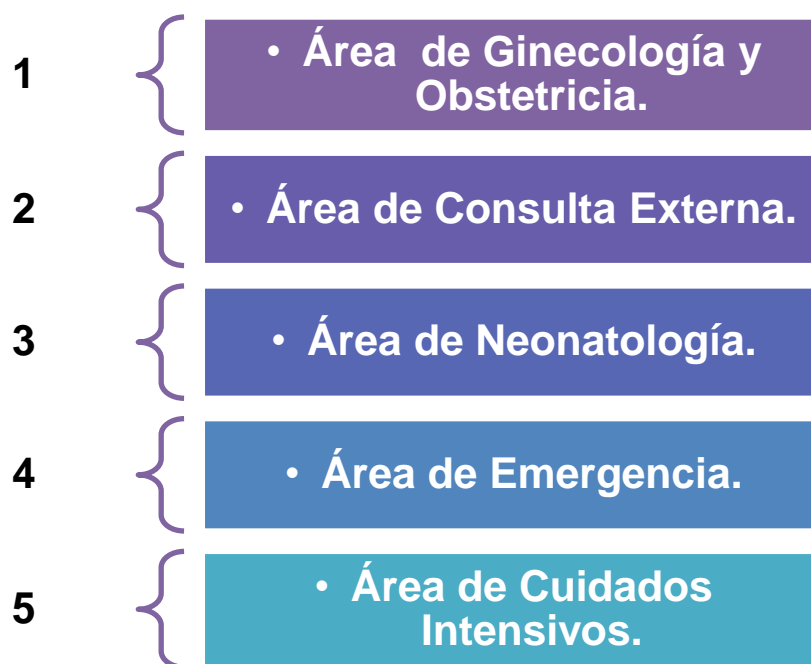 1
• Área de Ginecología y
Obstetricia.
2
• Área de Consulta Externa.
3
• Área de Neonatología.
4
• Área de Emergencia.
5
• Área de Cuidados
Intensivos.